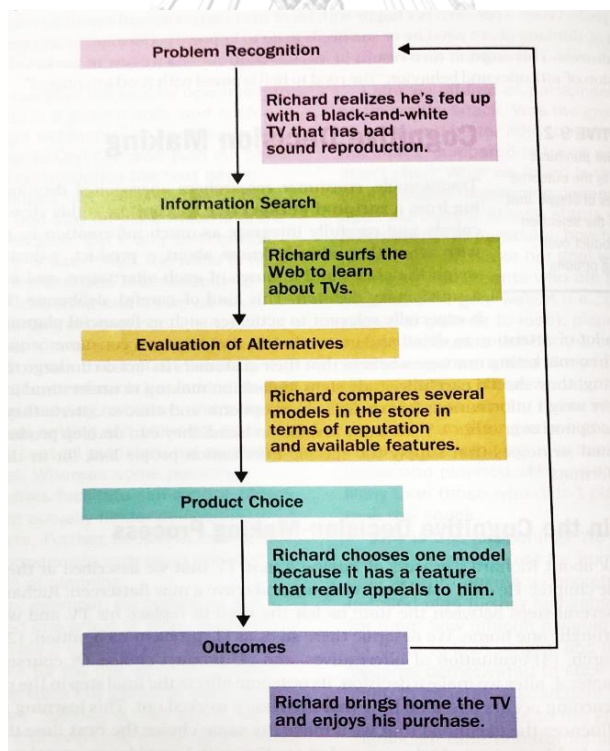 Problem Recognition
Richard realizes he's fed up
with a black-and-white
TV that has bad
sound reproduction.
Information Search
Richard surfs the
Web to learn
about TVs.
Evaluation of Alternatives
Richard compares several
models in the store in
terms of reputation
and available features.
Product Choice
Richard chooses one model
because it has a feature
that really appeals to him.
Outcomes
Richard brings home the TV
and enjoys his purchase.